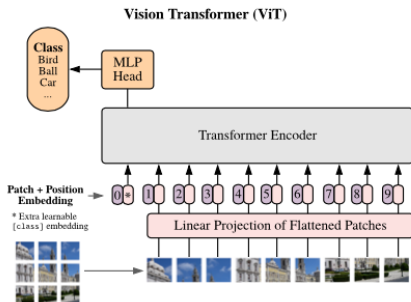 Vision Transformer (ViT)
Class
Bird
Ball
Car
...
MLP
Head
Transformer Encoder
Patch + Position
Embedding
0 * 1 2 3 4 5 6 7 8 9
* Extra learnable
[class] embedding
Linear Projection of Flattened Patches